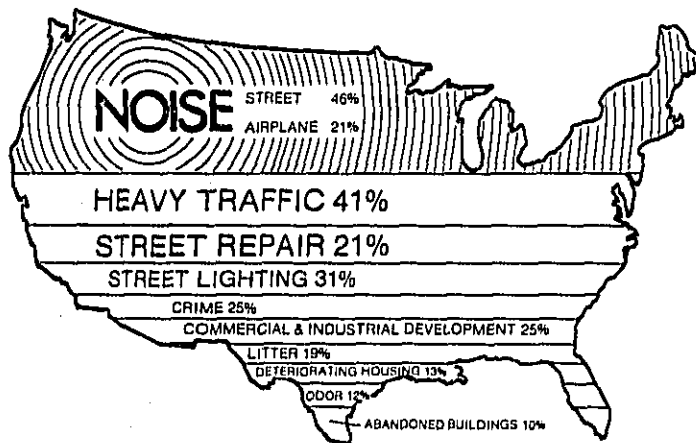 NOISE STREET 46%
AIRPLANE 21%
HEAVY TRAFFIC 41%
STREET REPAIR 21%
STREET LIGHTING 31%
CRIME 25%
COMMERCIAL & INDUSTRIAL DEVELOPMENT 25%
LITTER 19%
DETERIORATING HOUSING 13%
ODOR 12%
ABANDONED BUILDINGS 10%